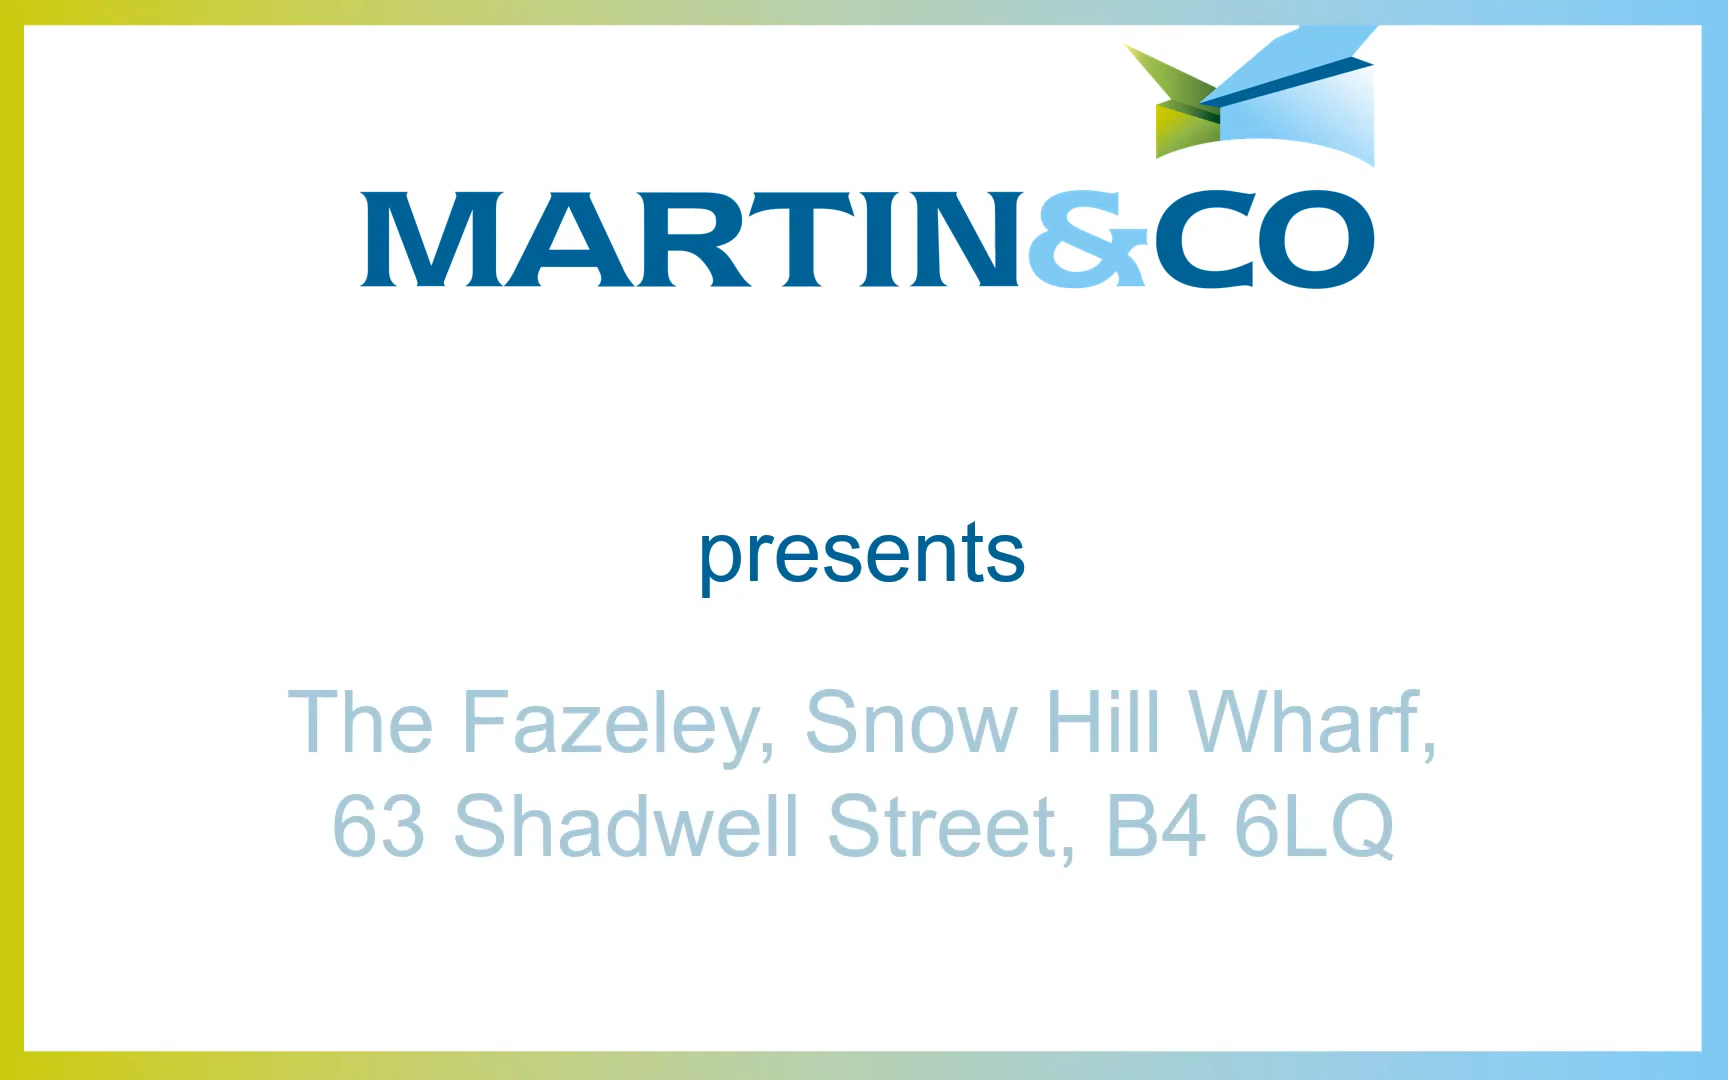 MARTIN&CO
presents
The Fazeley, Snow Hill Wharf,
63 Shadwell Street, B4 6LQ